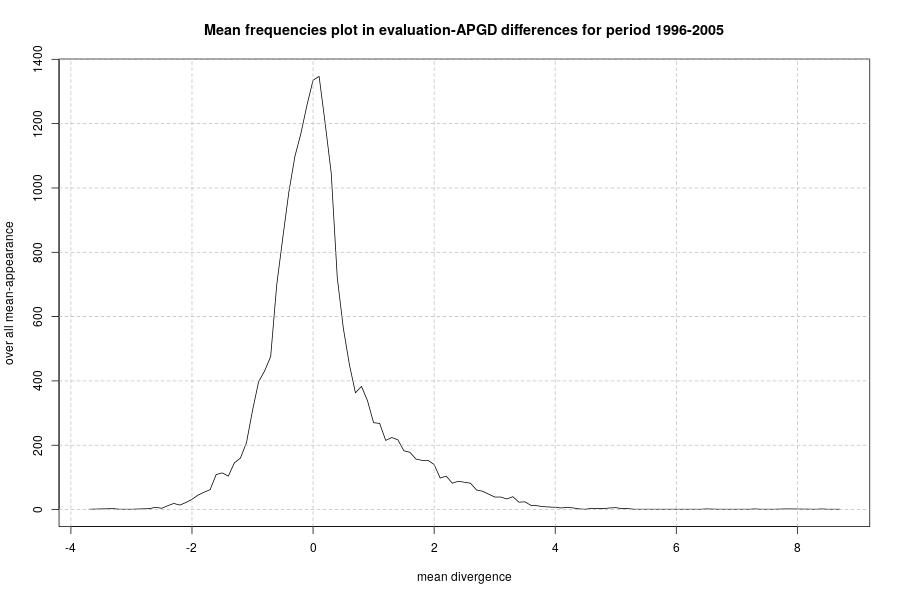 Mean frequencies plot in evaluation-APGD differences for period 1996-2005
over all mean-appearance
1400
1200
1000
800
600
400
200
0
-4 -2 0 2 4 6 8
mean divergence